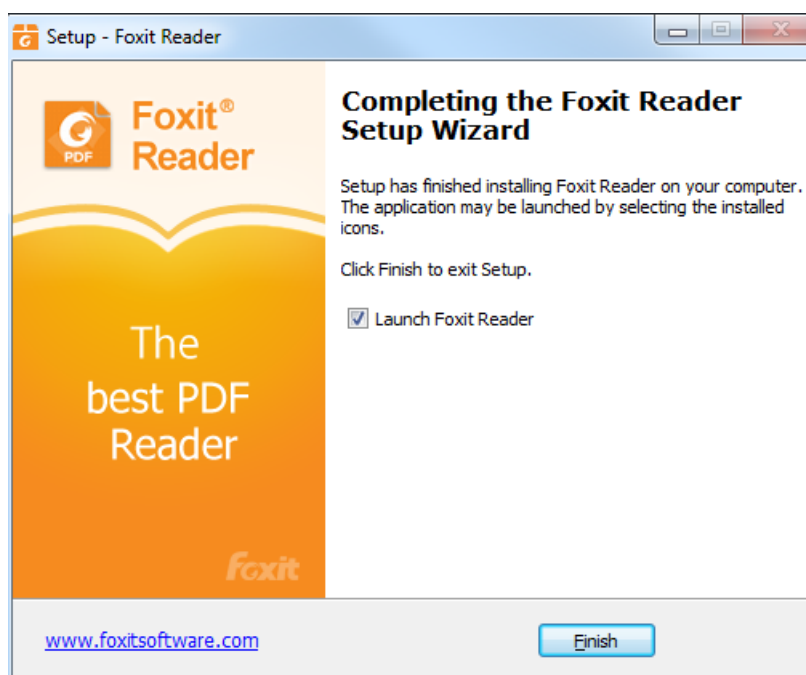 Setup - Foxit Reader
Foxit®
Reader
PDF
The
best PDF
Reader
foxit
Completing the Foxit Reader
Setup Wizard
Setup has finished installing Foxit Reader on your computer.
The application may be launched by selecting the installed
icons.
Click Finish to exit Setup.
Launch Foxit Reader
www.foxitsoftware.com
Finish